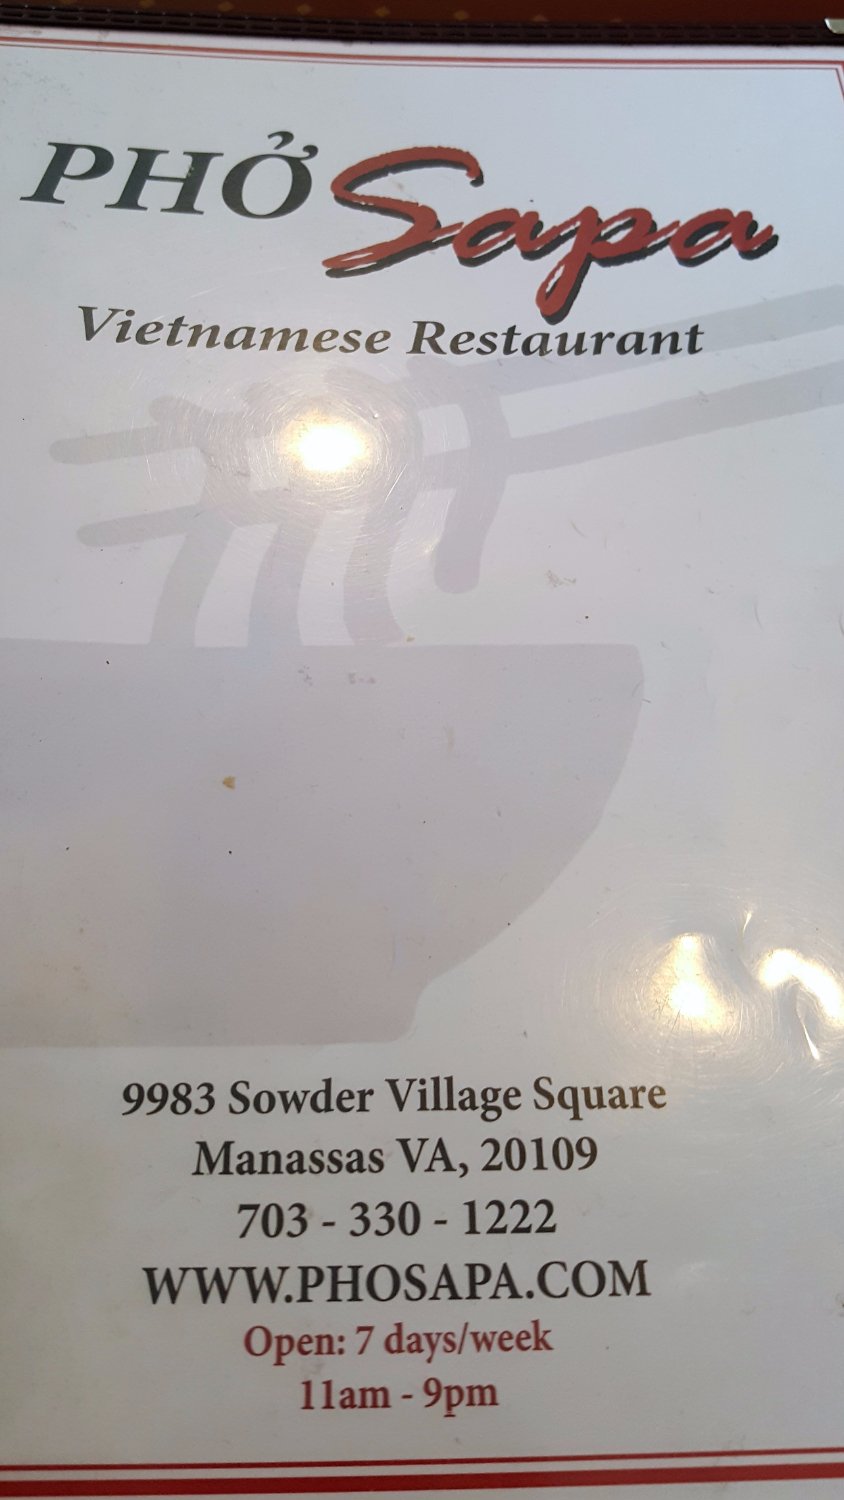 PHỞ Sapa
Vietnamese Restaurant
9983 Sowder Village Square
Manassas VA, 20109
703 - 330 - 1222
WWW.PHOSAPA.COM
Open: 7 days/week
11am - 9pm